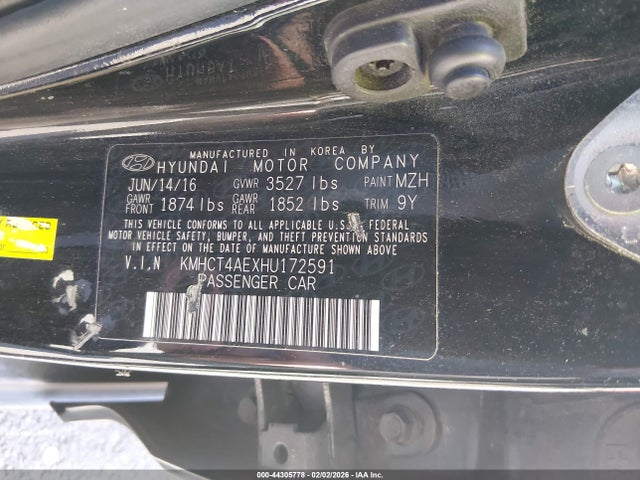 MANUFACTURED IN KOREA BY
HYUNDAI MOTOR COMPANY
JUN/14/16 GVWR 3527 lbs PAINT MZH
GAWR FRONT 1874 lbs GAWR REAR 1852 lbs TRIM 9Y
THIS VEHICLE CONFORMS TO ALL APPLICABLE U.S. FEDERAL
MOTOR VEHICLE SAFETY, BUMPER, AND THEFT PREVENTION STANDARDS
IN EFFECT ON THE DATE OF MANUFACTURE SHOWN ABOVE
V.I.N KMHCT4AEXHU172591
PASSENGER CAR
000-44305778 - 02/02/2026 - IAAI.com